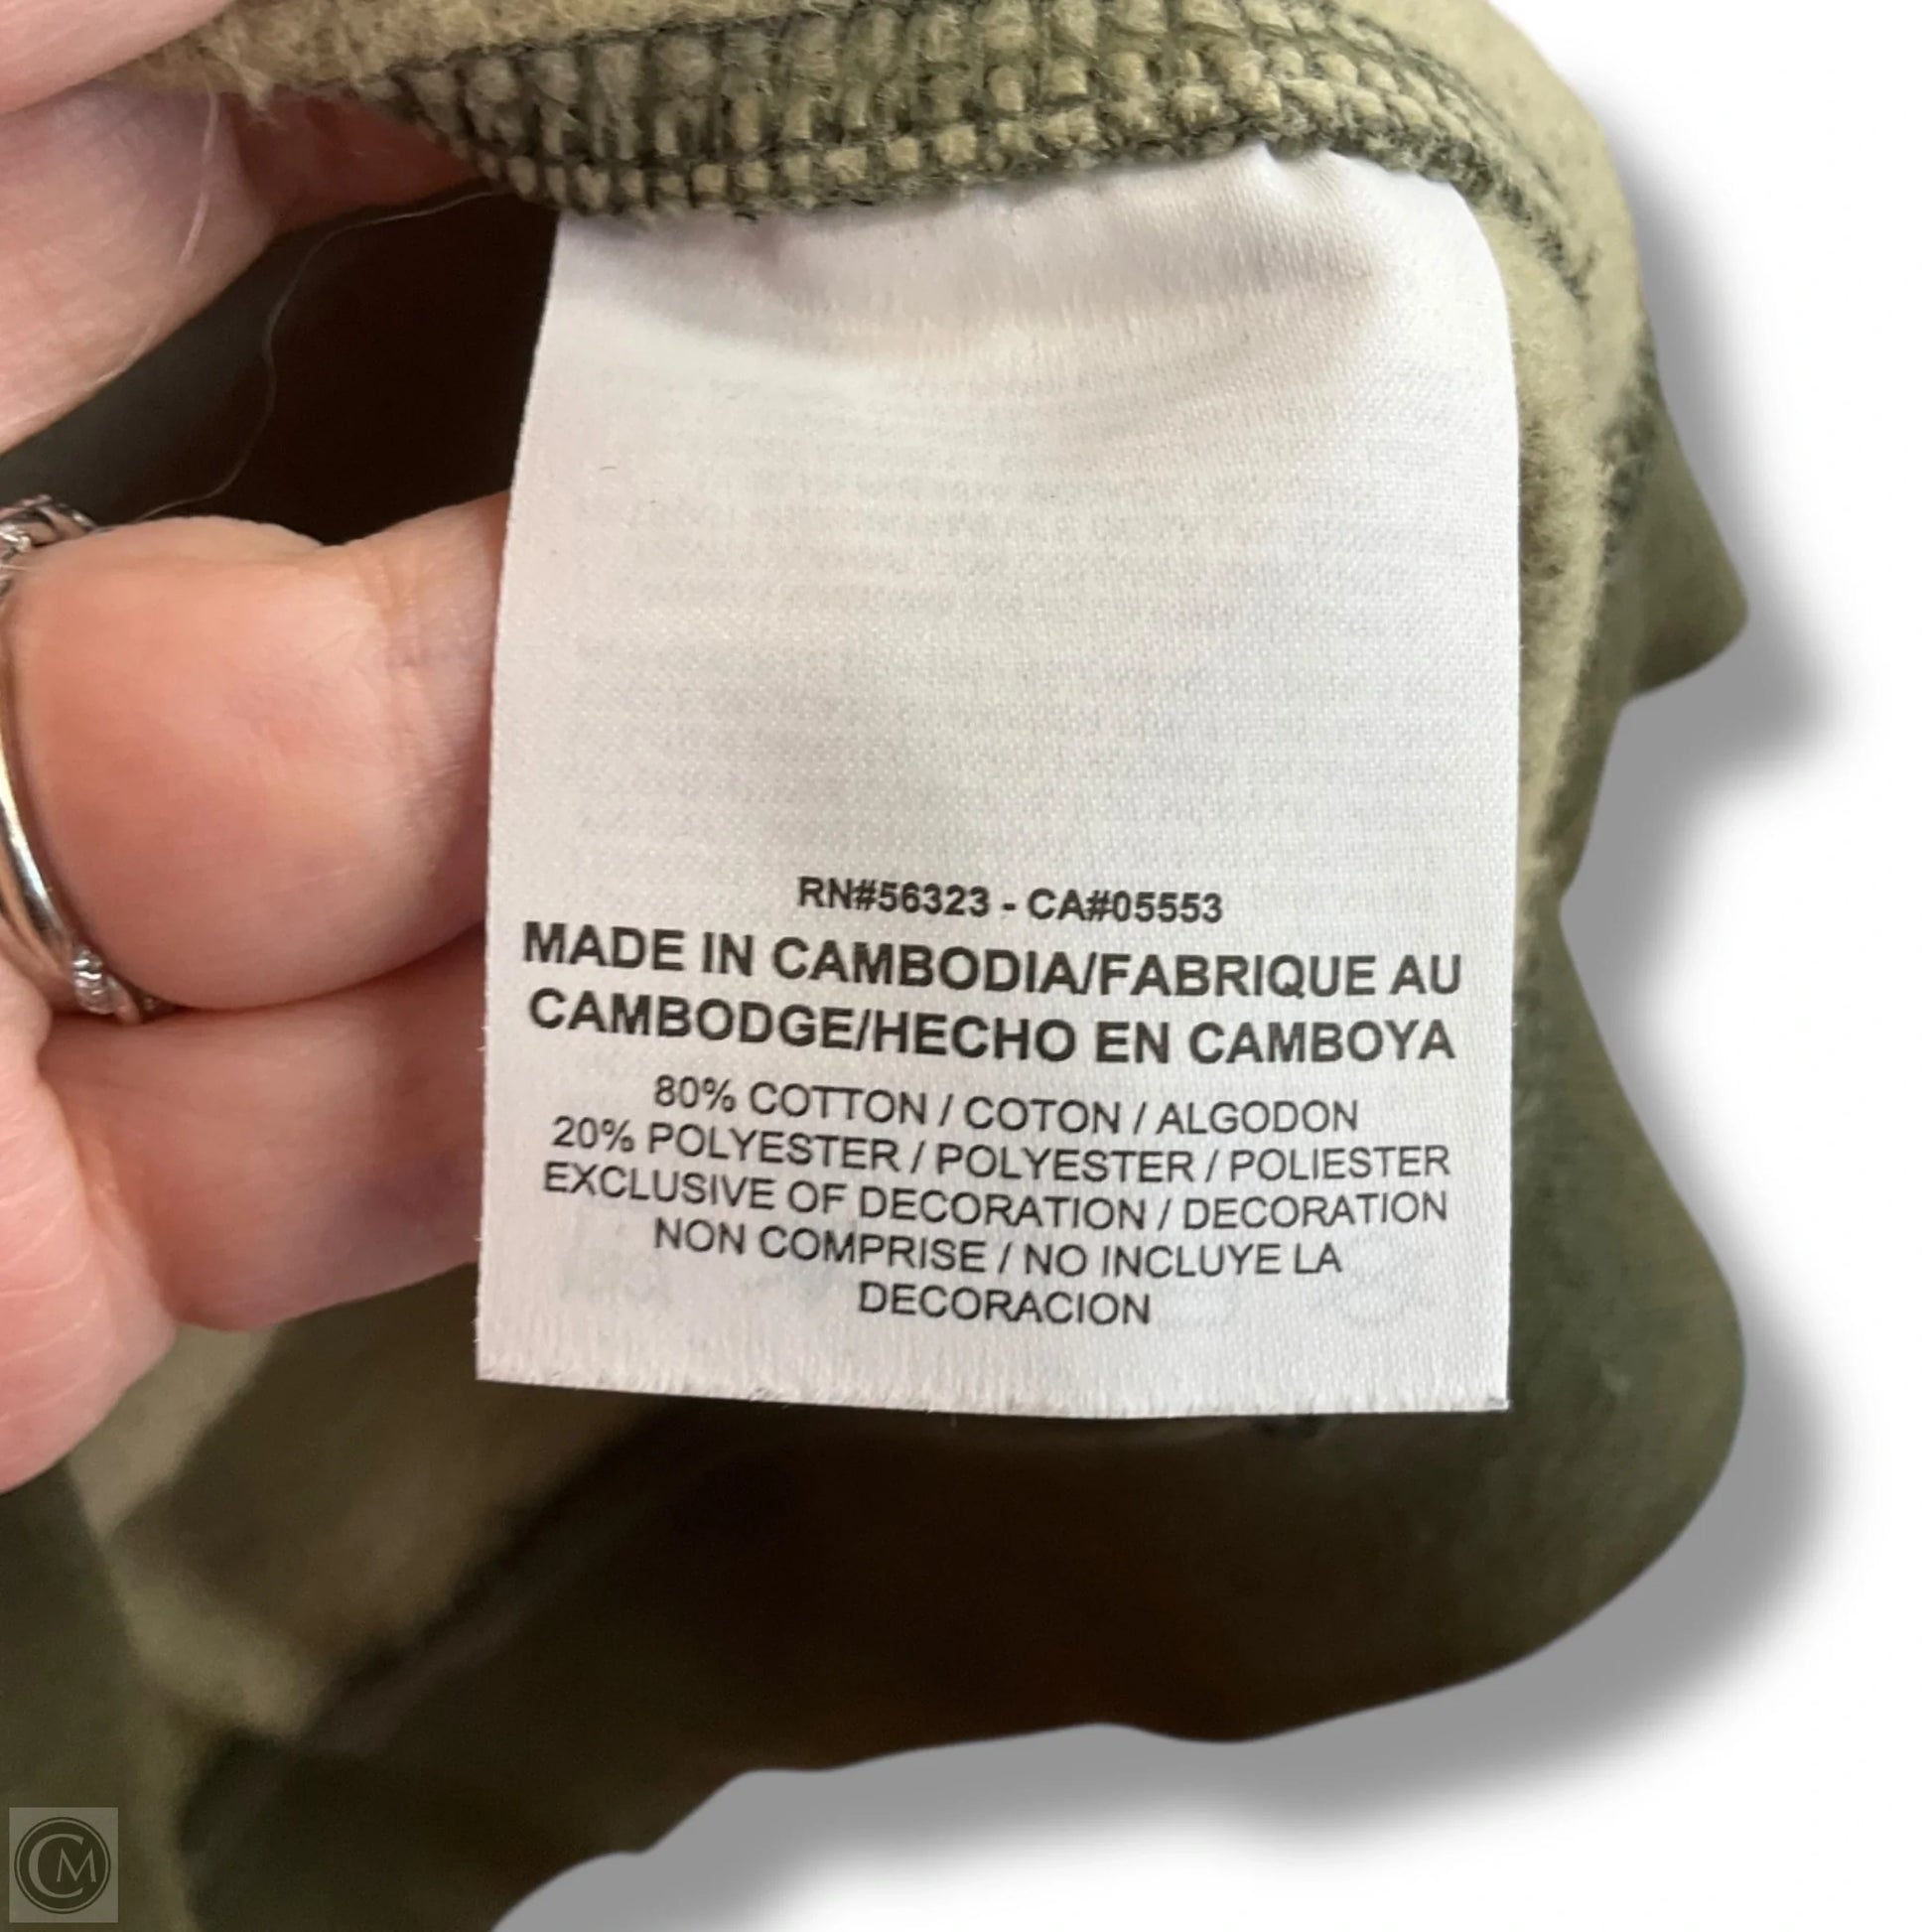 RN#56323 - CA#05553
MADE IN CAMBODIA/FABRIQUE AU
CAMBODGE/HECHO EN CAMBOYA
80% COTTON / COTON / ALGODON
20% POLYESTER / POLYESTER / POLIESTER
EXCLUSIVE OF DECORATION / DECORATION
NON COMPRISE / NO INCLUYE LA
DECORACION
CM